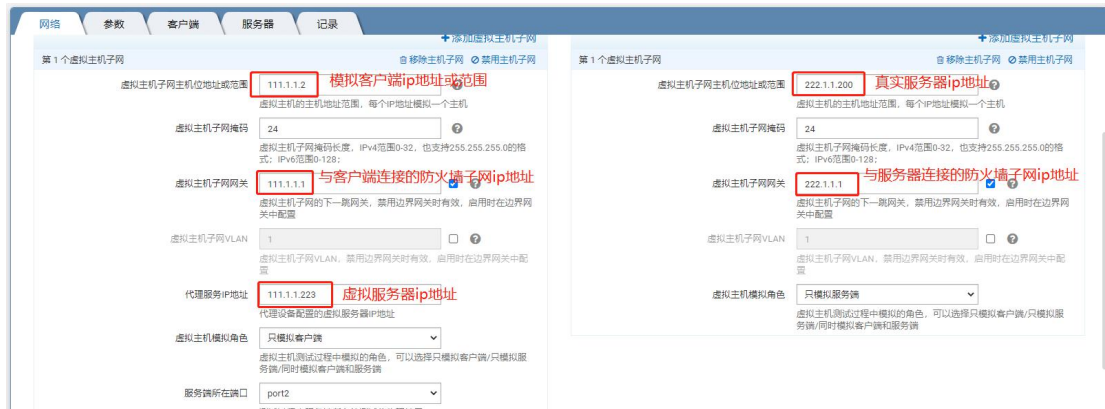 网络 参数 客户端 服务器 记录
+添加虚拟主机子网
第 1 个虚拟主机子网
移除主机子网 禁用主机子网
虚拟主机子网主机位地址或范围 111.1.1.2 模拟客户端ip地址或范围
虚拟主机的主机地址范围，每个IP地址模拟一个主机
虚拟主机子网掩码 24
虚拟主机子网掩码长度，IPv4范围0-32，也支持255.255.255.0的格
式；IPv6范围0-128；
虚拟主机子网网关 111.1.1.1 与客户端连接的防火墙子网ip地址
虚拟主机子网的下一跳网关，禁用边界网关时有效，启用时在边界网
关中配置
虚拟主机子网VLAN 1
虚拟主机子网VLAN，禁用边界网关时有效，启用时在边界网关中配
置
代理服务IP地址 111.1.1.223 虚拟服务器ip地址
代理设备配置的虚拟服务器IP地址
虚拟主机模拟角色 只模拟客户端
虚拟主机测试过程中模拟的角色，可以选择只模拟客户端/只模拟服
务端/同时模拟客户端和服务端
服务端所在端口 port2
+添加虚拟主机子网
第 1 个虚拟主机子网
移除主机子网 禁用主机子网
虚拟主机子网主机位地址或范围 222.1.1.200 真实服务器ip地址
虚拟主机的主机地址范围，每个IP地址模拟一个主机
虚拟主机子网掩码 24
虚拟主机子网掩码长度，IPv4范围0-32，也支持255.255.255.0的格
式；IPv6范围0-128；
虚拟主机子网网关 222.1.1.1 与服务器连接的防火墙子网ip地址
虚拟主机子网的下一跳网关，禁用边界网关时有效，启用时在边界网
关中配置
虚拟主机子网VLAN 1
虚拟主机子网VLAN，禁用边界网关时有效，启用时在边界网关中配
置
虚拟主机模拟角色 只模拟服务端
虚拟主机测试过程中模拟的角色，可以选择只模拟客户端/只模拟服
务端/同时模拟客户端和服务端